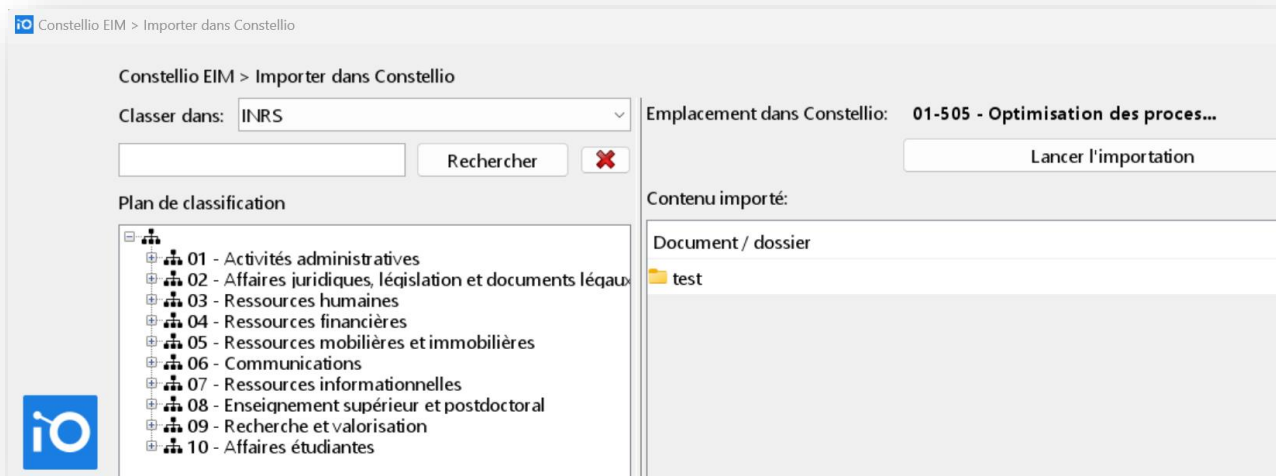 iO Constellio EIM > Importer dans Constellio
Constellio EIM > Importer dans Constellio
Classer dans: INRS
Rechercher
Plan de classification
01 - Activités administratives
02 - Affaires juridiques, législation et documents légaux
03 - Ressources humaines
04 - Ressources financières
05 - Ressources mobilières et immobilières
06 - Communications
07 - Ressources informationnelles
08 - Enseignement supérieur et postdoctoral
09 - Recherche et valorisation
10 - Affaires étudiantes
iO
Emplacement dans Constellio: 01-505 - Optimisation des proces...
Lancer l'importation
Contenu importé:
Document / dossier
test